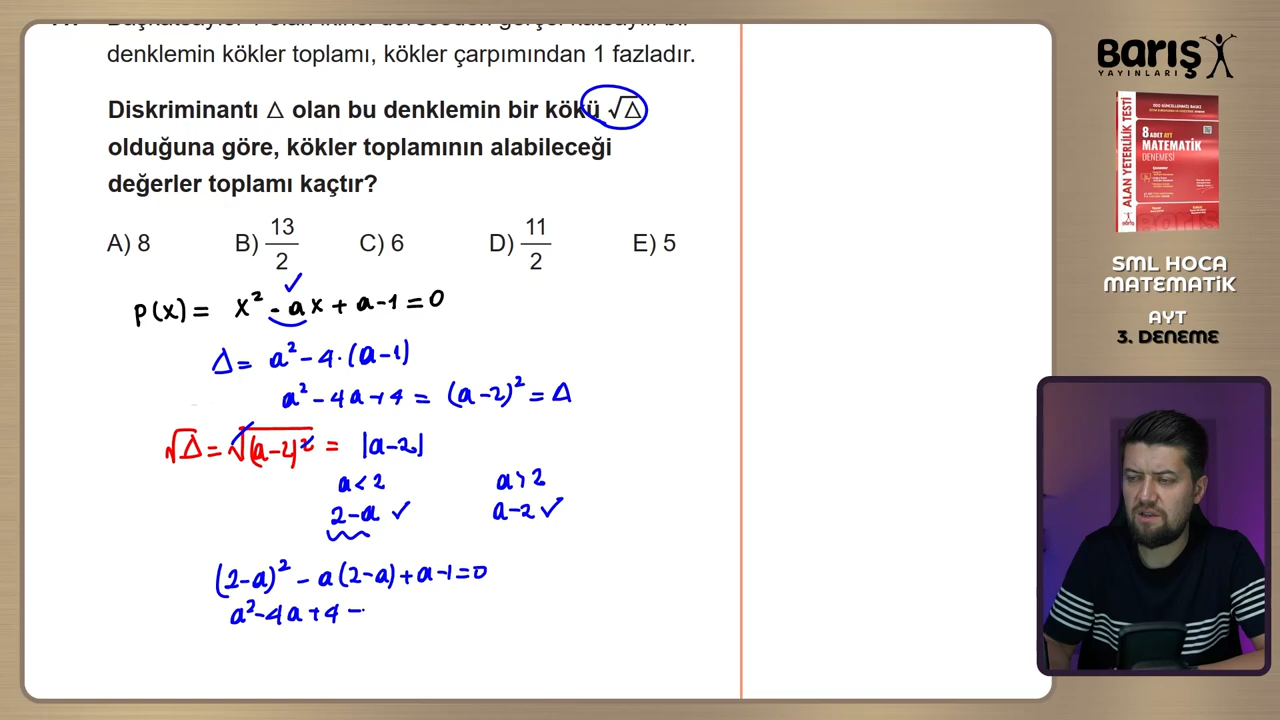 denklemin kökler toplamı, kökler çarpımından 1 fazladır.
Diskriminantı △ olan bu denklemin bir kökü √△
olduğuna göre, kökler toplamının alabileceği
değerler toplamı kaçtır?
A) 8 B) 13/2 C) 6 D) 11/2 E) 5
P(x) = x² - ax + a-1 = 0
Δ = a² - 4·(a-1)
a² - 4a + 4 = (a-2)² = Δ
√Δ = √(a-2)² = |a-2|
a < 2 a > 2
2-a ✓ a-2 ✓
(2-a)² - a(2-a) + a-1 = 0
a² - 4a + 4 -
BARIŞ
YAYINLARI
ALAN YETERLİLİK TESTİ
8 ADET AYT
MATEMATİK
DENEMESİ
SML HOCA
MATEMATİK
AYT
3. DENEME